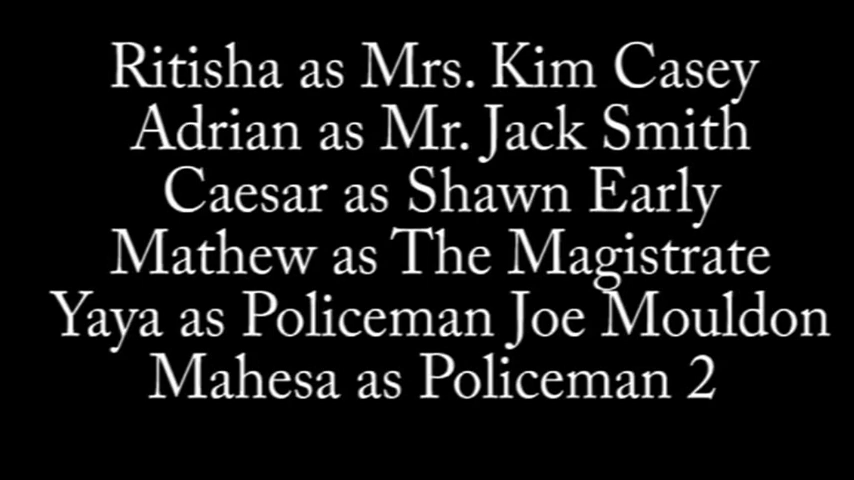 Ritisha as Mrs. Kim Casey
Adrian as Mr. Jack Smith
Caesar as Shawn Early
Mathew as The Magistrate
Yaya as Policeman Joe Mouldon
Mahesa as Policeman 2